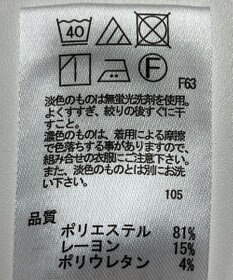 40
F
F63
淡色のものは無蛍光洗剤を使用。
よくすすぎ、絞りの後すぐに干
すこと。
濃色のものは、着用による摩擦
で色落ちする事が有りますので、
組み合せの衣服にご注意下さい。
また、淡色のものとは別にお洗
い下さい。
105
品質
ポリエステル 81%
レーヨン 15%
ポリウレタン 4%